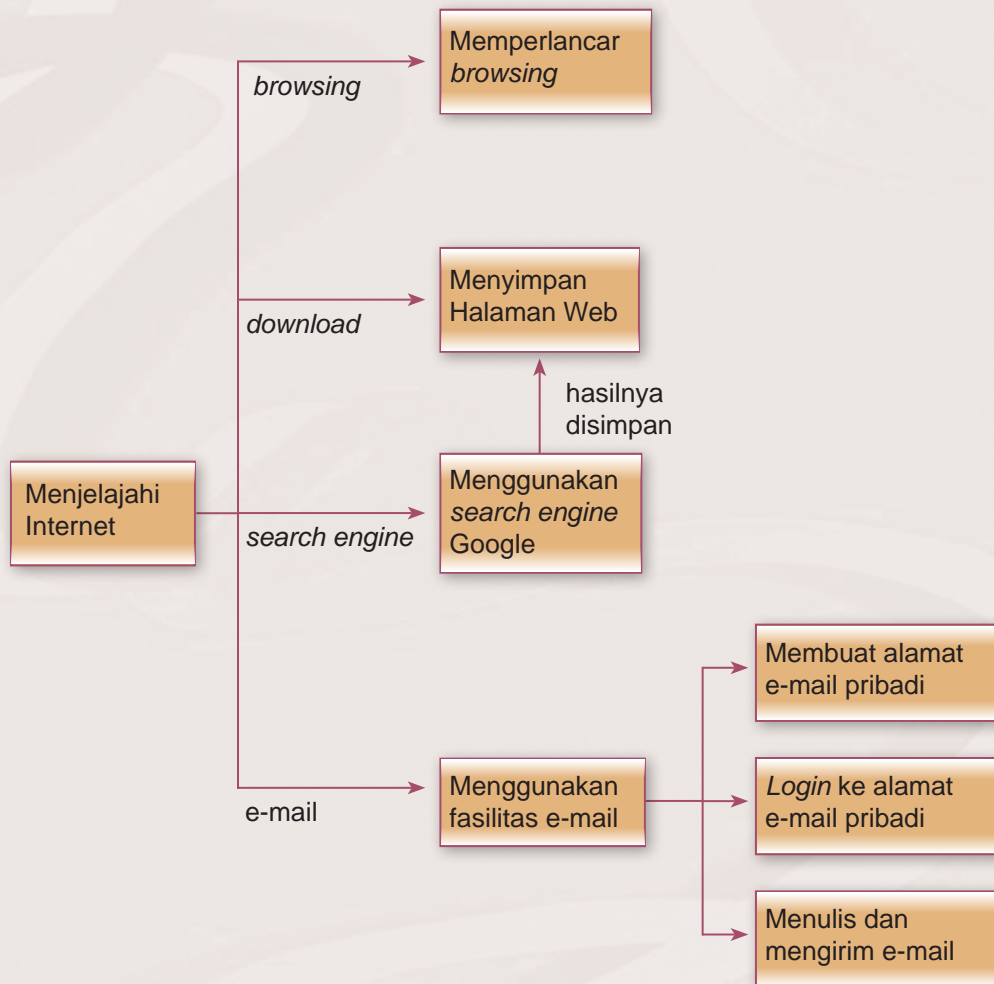 Memperlancar
browsing
browsing
Menyimpan
Halaman Web
download
hasilnya
disimpan
Menjelajahi
Internet
search engine
Menggunakan
search engine
Google
e-mail
Menggunakan
fasilitas e-mail
Membuat alamat
e-mail pribadi
Login ke alamat
e-mail pribadi
Menulis dan
mengirim e-mail